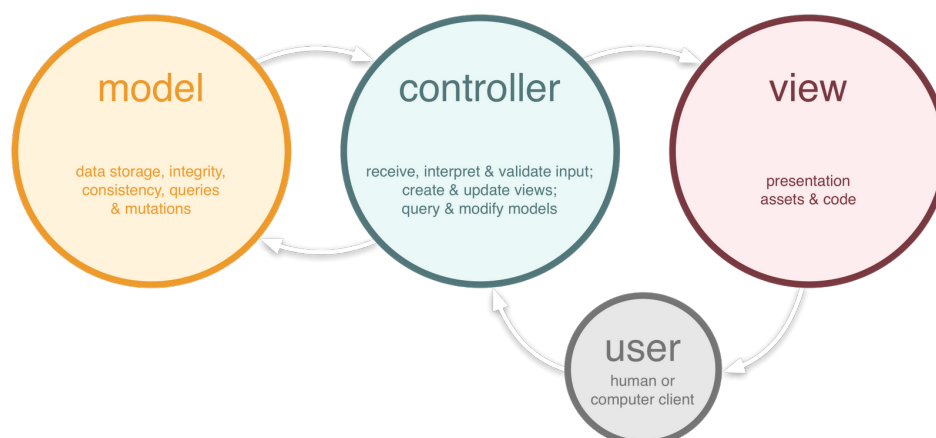 model
data storage, integrity,
consistency, queries
& mutations
controller
receive, interpret & validate input;
create & update views;
query & modify models
view
presentation
assets & code
user
human or
computer client